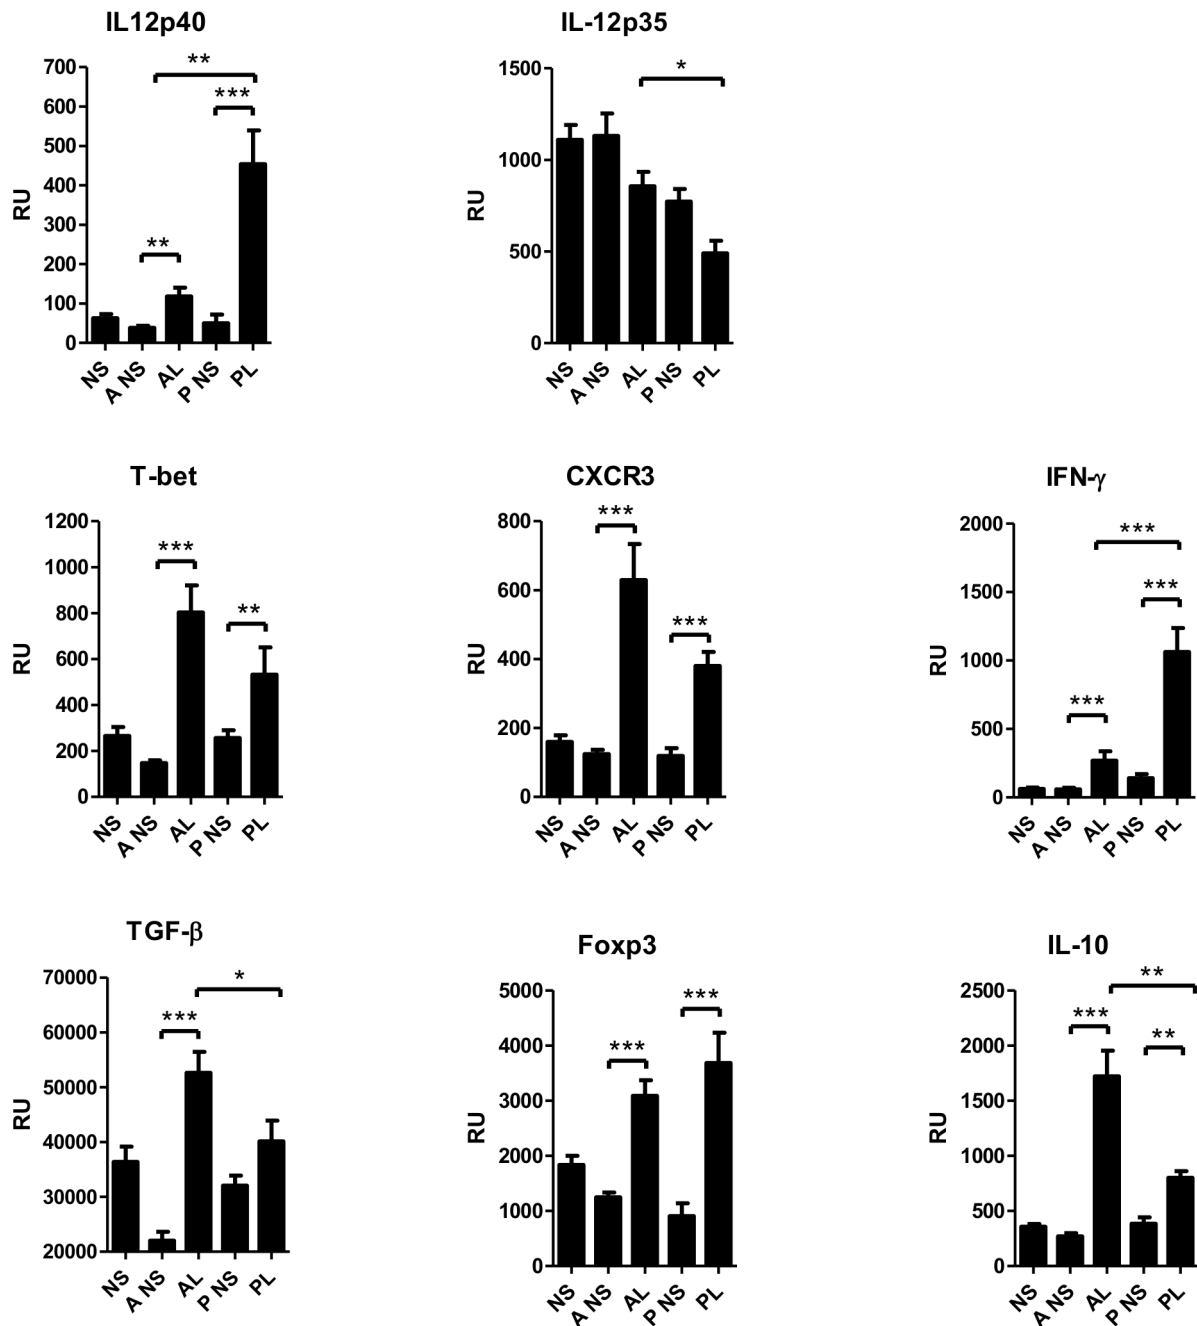 IL12p40
RU
700
600
500
400
300
200
100
0
**
***
**
NS
A NS
AL
P NS
PL
IL-12p35
RU
1500
1000
500
0
*
NS
A NS
AL
P NS
PL
T-bet
RU
1200
1000
800
600
400
200
0
***
**
NS
A NS
AL
P NS
PL
CXCR3
RU
800
600
400
200
0
***
***
NS
A NS
AL
P NS
PL
IFN-γ
RU
2000
1500
1000
500
0
***
***
***
NS
A NS
AL
P NS
PL
TGF-β
RU
70000
60000
50000
40000
30000
20000
*
***
NS
A NS
AL
P NS
PL
Foxp3
RU
5000
4000
3000
2000
1000
0
***
***
NS
A NS
AL
P NS
PL
IL-10
RU
2500
2000
1500
1000
500
0
**
***
**
NS
A NS
AL
P NS
PL